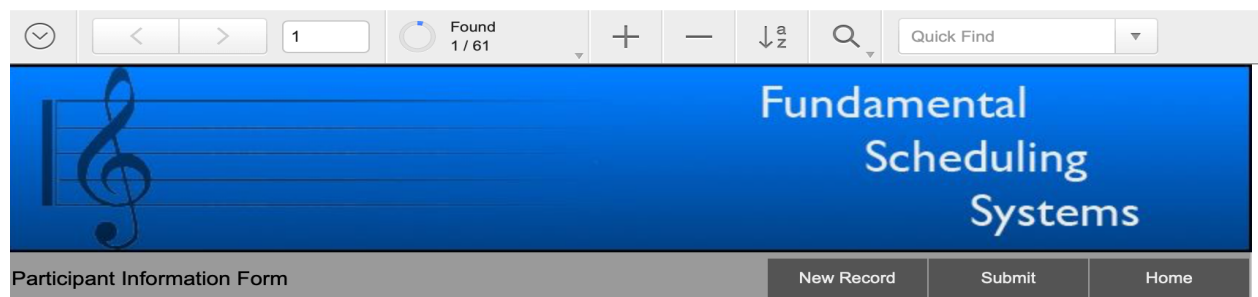 1
Found
1 / 61
a
z
Quick Find
Fundamental
Scheduling
Systems
Participant Information Form
New Record
Submit
Home